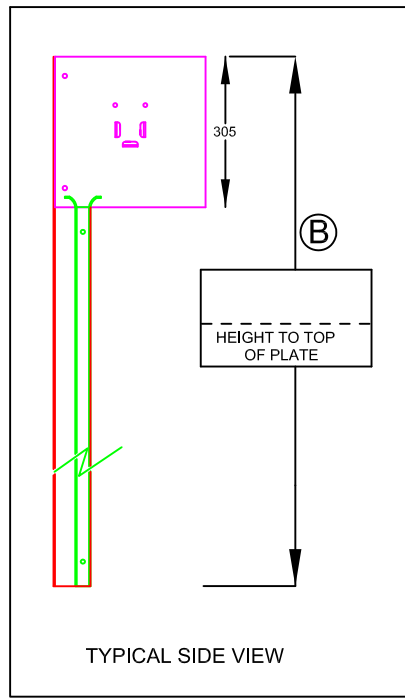 305
B
HEIGHT TO TOP
OF PLATE
TYPICAL SIDE VIEW